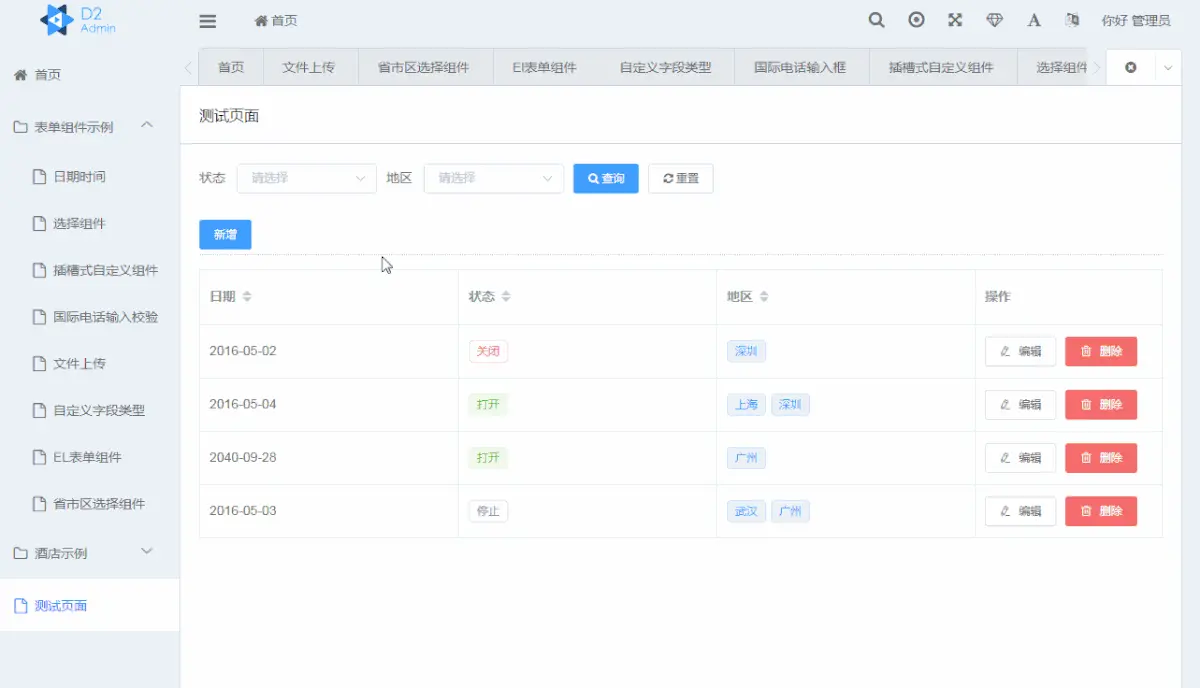 D2
Admin
首页
你好 管理员
首页
文件上传
省市区选择组件
El表单组件
自定义字段类型
国际电话输入框
插槽式自定义组件
选择组件
首页
表单组件示例
日期时间
选择组件
插槽式自定义组件
国际电话输入校验
文件上传
自定义字段类型
EL表单组件
省市区选择组件
酒店示例
测试页面
测试页面
状态 请选择 地区 请选择 查询 重置
新增
日期 状态 地区 操作
2016-05-02 关闭 深圳 编辑 删除
2016-05-04 打开 上海 深圳 编辑 删除
2040-09-28 打开 广州 编辑 删除
2016-05-03 停止 武汉 广州 编辑 删除